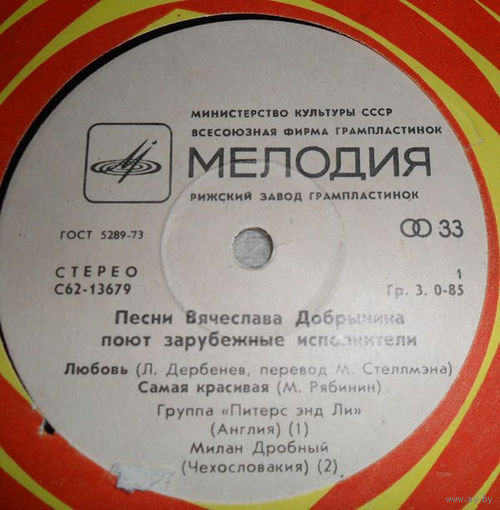 МИНИСТЕРСТВО КУЛЬТУРЫ СССР
ВСЕСОЮЗНАЯ ФИРМА ГРАМПЛАСТИНОК
МЕЛОДИЯ
РИЖСКИЙ ЗАВОД ГРАМПЛАСТИНОК
ГОСТ 5289-73
33
СТЕРЕО
1
С62-13679
Гр. 3. 0-85
Песни Вячеслава Добрынина
поют зарубежные исполнители
Любовь (Л. Дербенев, перевод М. Стеллмэна)
Самая красивая (М. Рябинин)
Группа «Питерс энд Ли»
(Англия) (1)
Милан Дробный
(Чехословакия) (2)